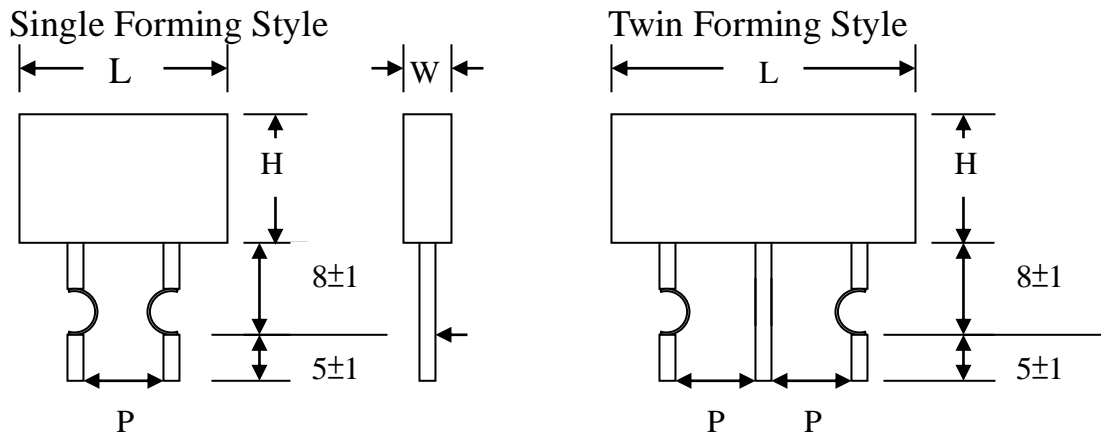 Single Forming Style
L
W
H
8±1
5±1
P
Twin Forming Style
L
H
8±1
5±1
P P